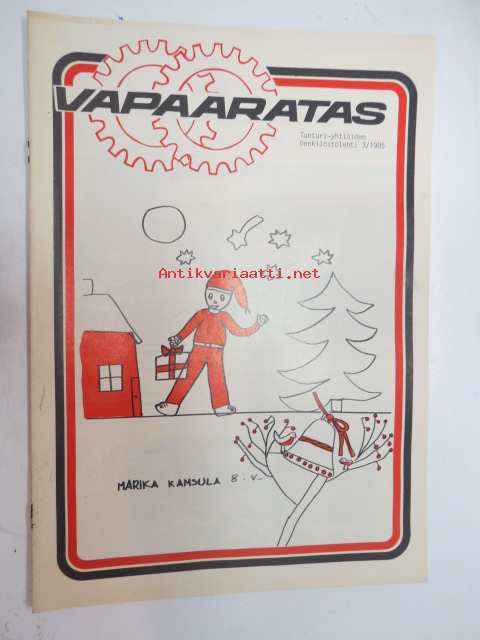 VAPAARATAS
Tunturi-yhtiöiden
henkilöstölehti 3/1985
Antikvariaatti.net
MARIKA KAMSULA 8.V.